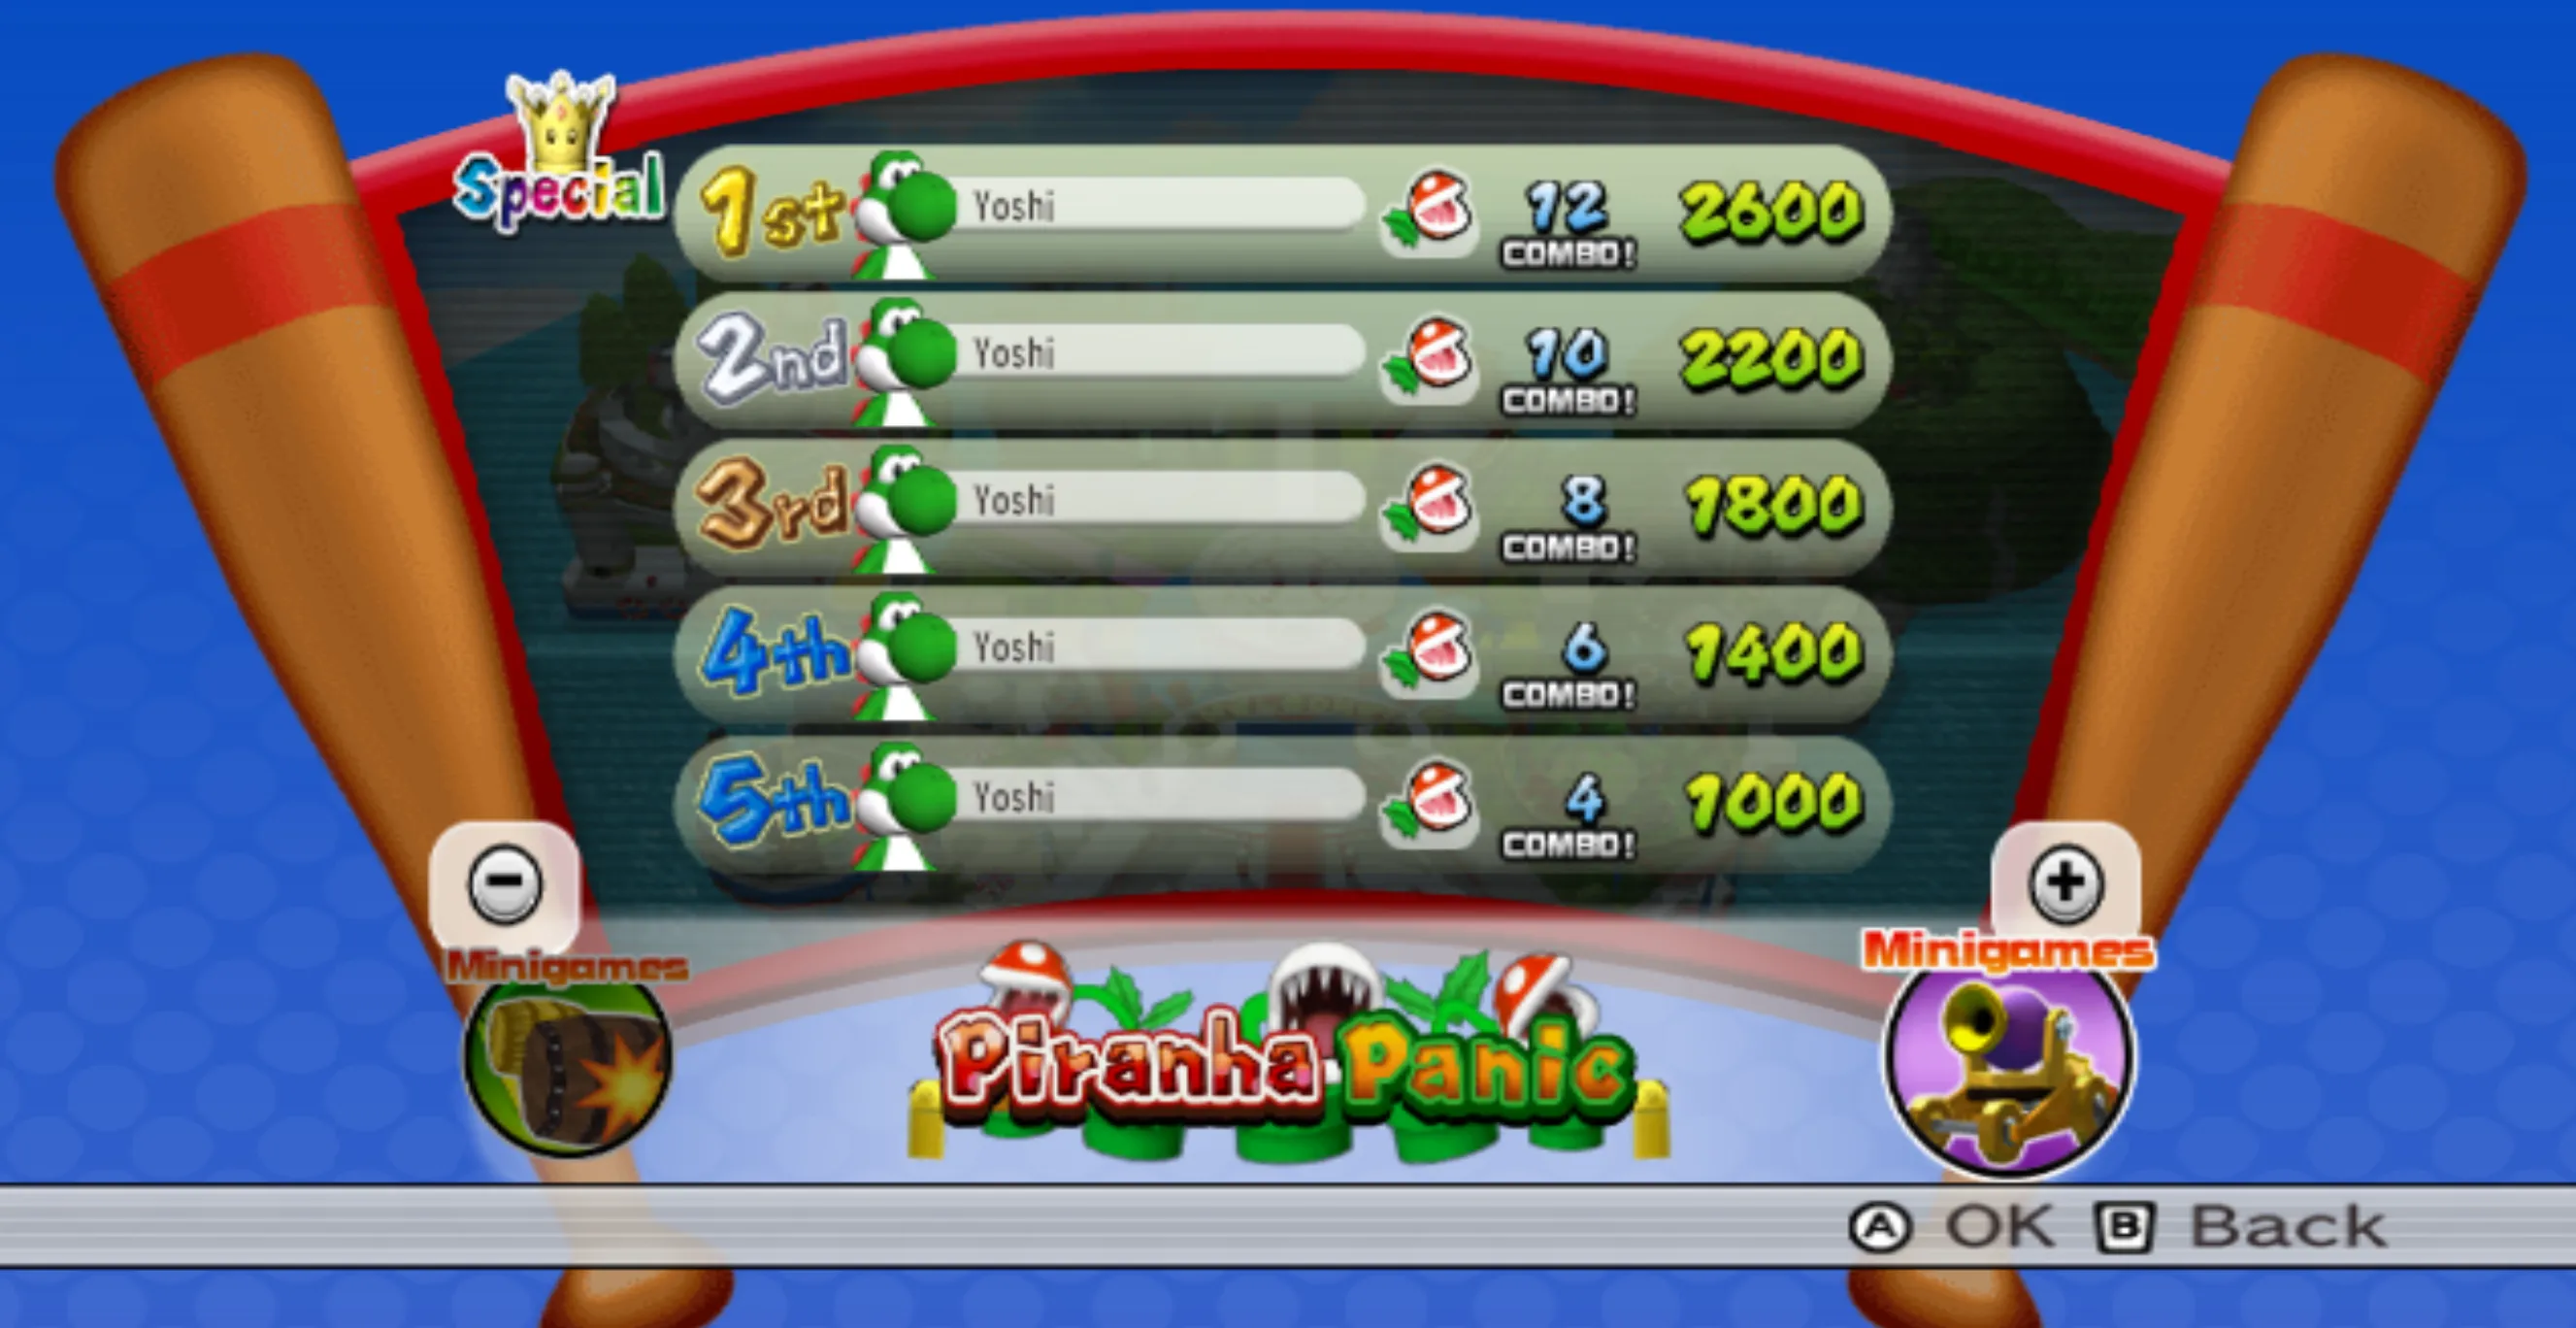 Special
1st Yoshi 12 COMBO! 2600
2nd Yoshi 10 COMBO! 2200
3rd Yoshi 8 COMBO! 1800
4th Yoshi 6 COMBO! 1400
5th Yoshi 4 COMBO! 1000
Minigames
Minigames
Piranha Panic
A OK B Back